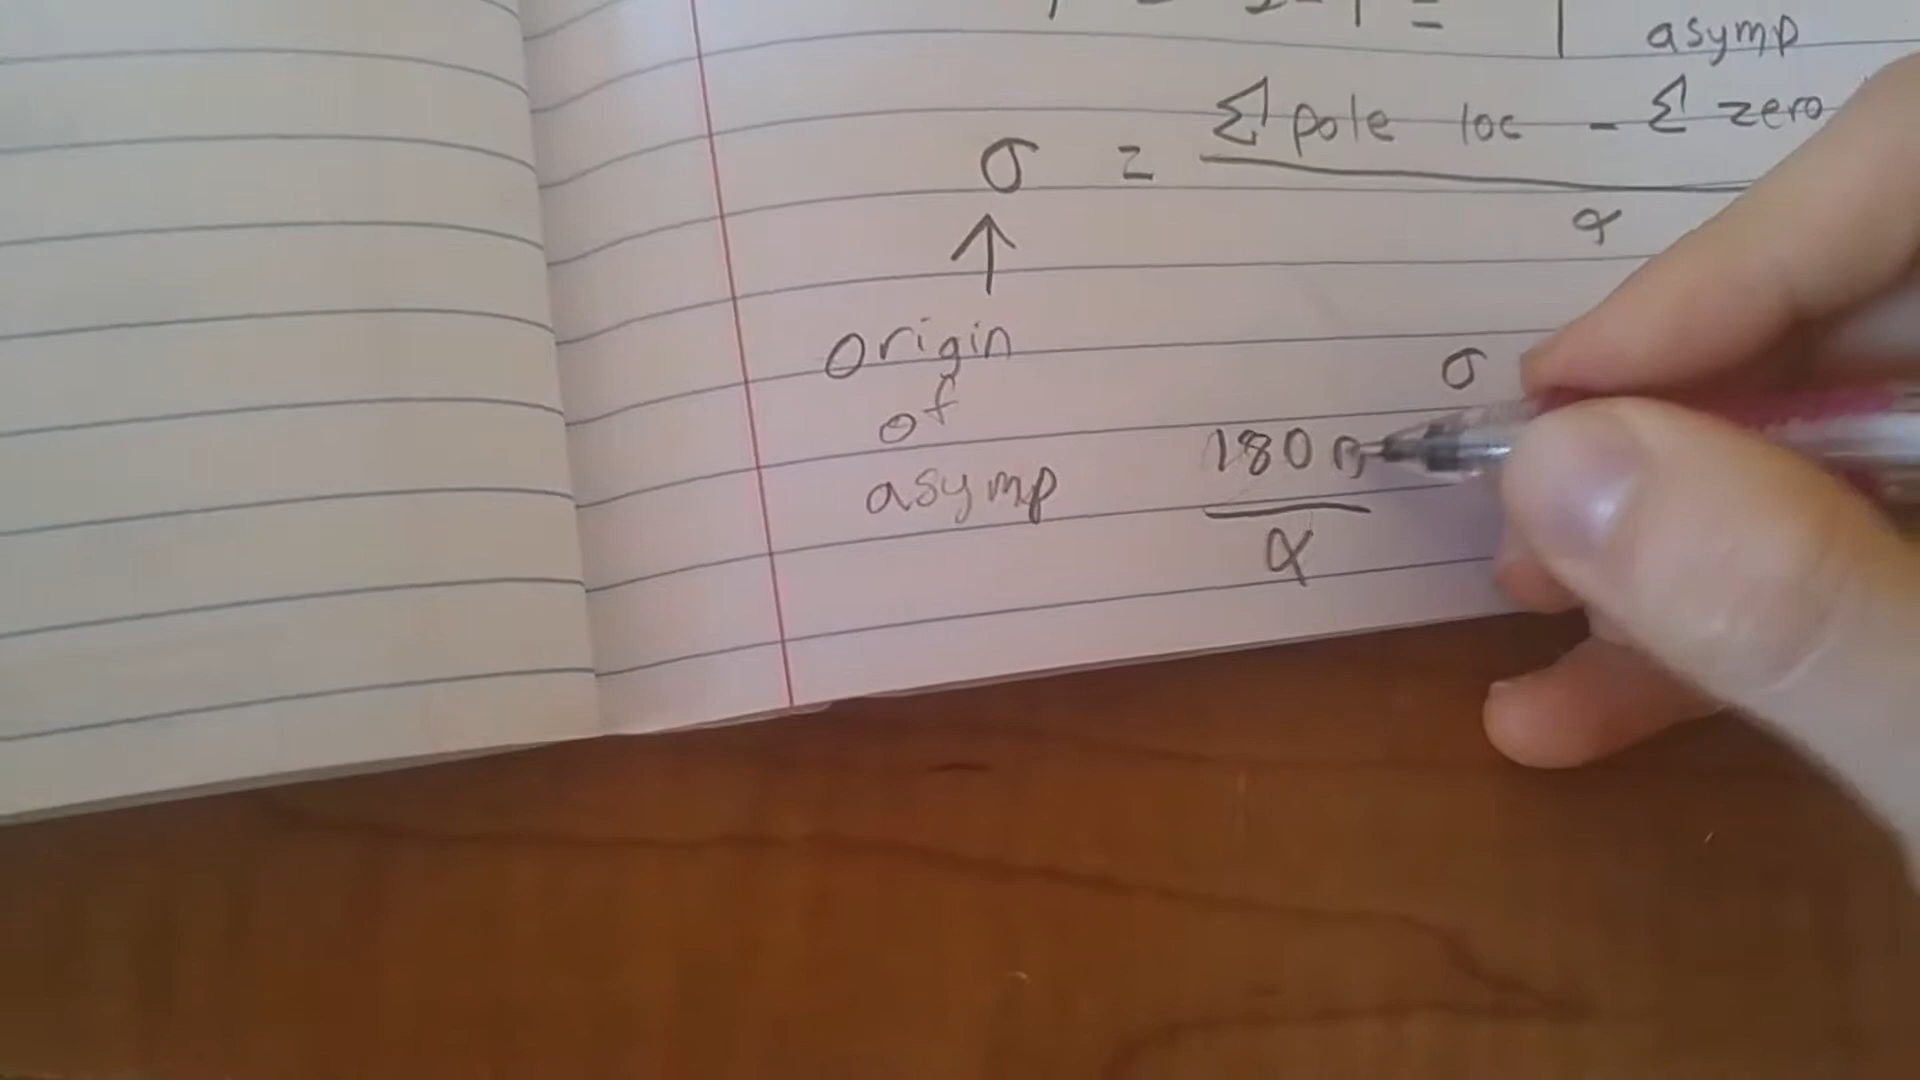 asymp
σ = Σ pole loc - Σ zero
α
↑
origin
of
asymp
σ
180
α